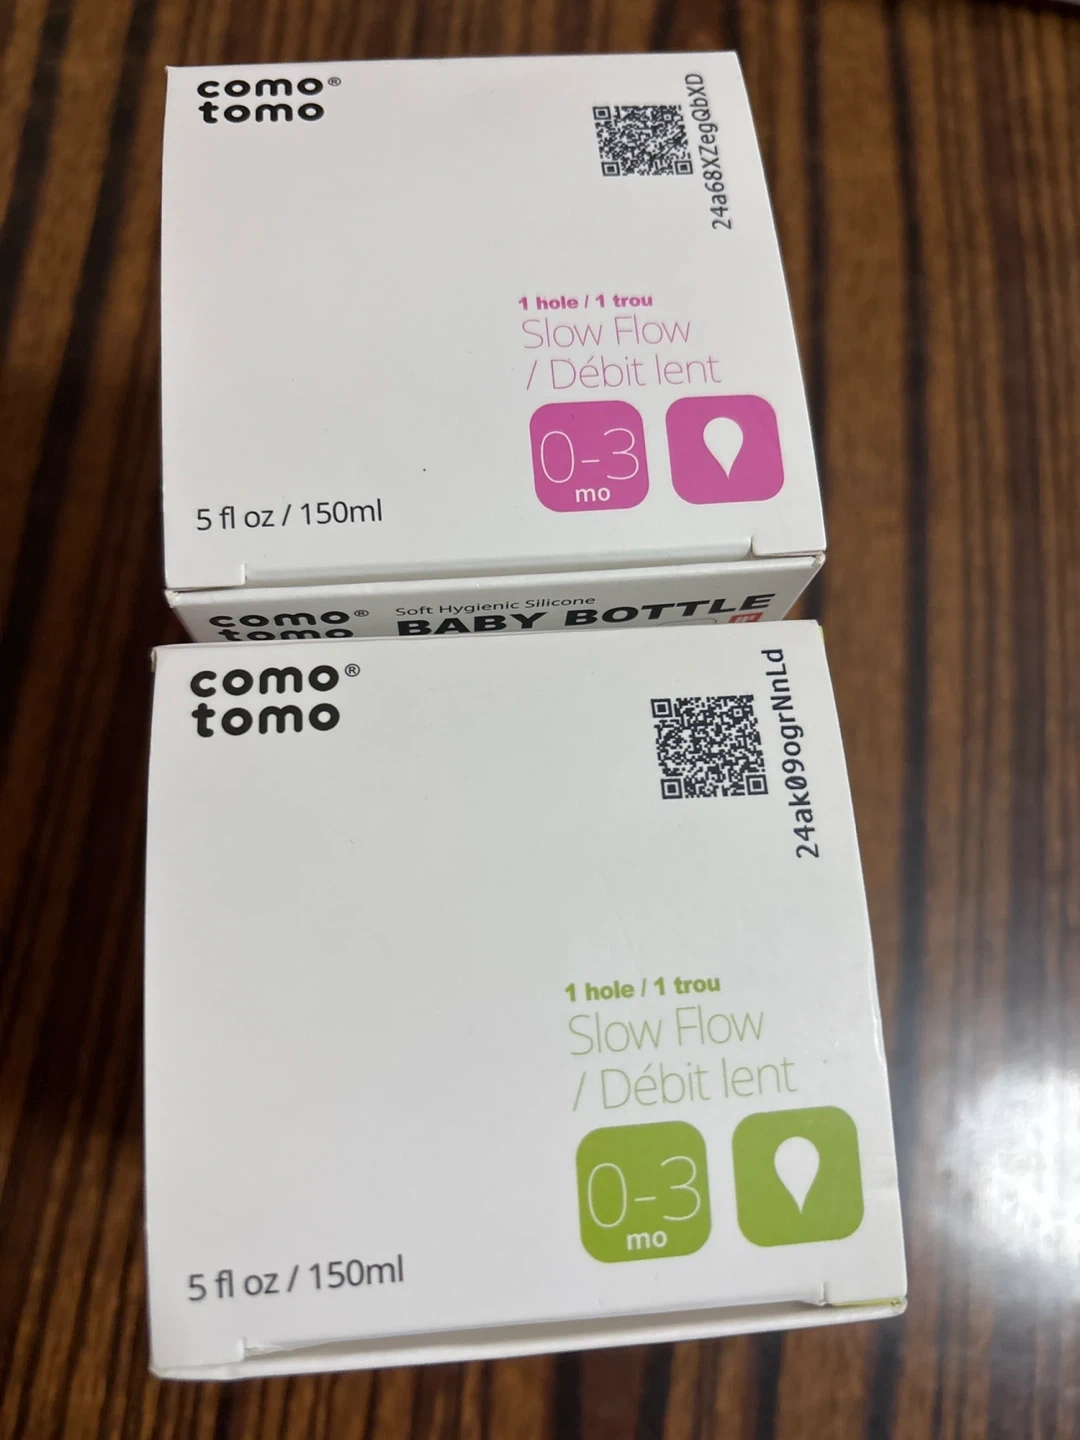 como®
tomo
24a68XZegQbXD
1 hole / 1 trou
Slow Flow
/ Débit lent
0-3
mo
5 fl oz / 150ml
como®
tomo
Soft Hygienic Silicone
BABY BOTTLE
como®
tomo
24ak09ogrNnLd
1 hole / 1 trou
Slow Flow
/ Débit lent
0-3
mo
5 fl oz / 150ml